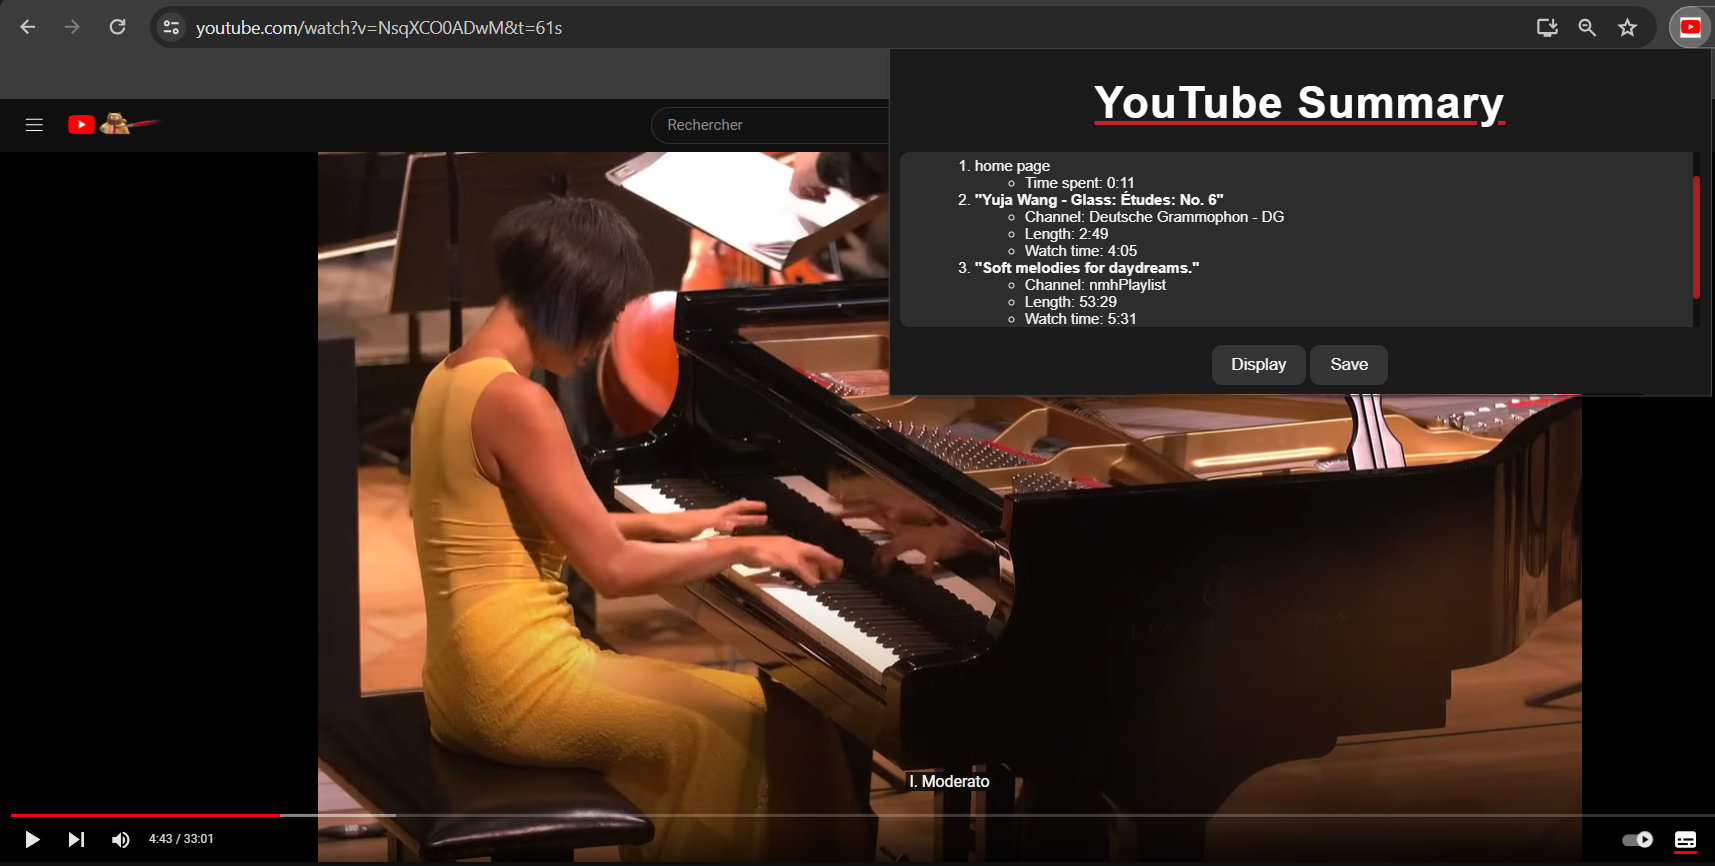 youtube.com/watch?v=NsqXCO0ADwM&t=61s
Rechercher
YouTube Summary
1. home page
Time spent: 0:11
2. "Yuja Wang - Glass: Études: No. 6"
Channel: Deutsche Grammophon - DG
Length: 2:49
Watch time: 4:05
3. "Soft melodies for daydreams."
Channel: nmhPlaylist
Length: 53:29
Watch time: 5:31
Display
Save
I. Moderato
4:43 / 33:01